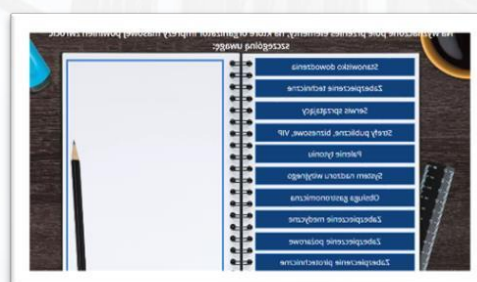 Na wyznaczone pole przenieś elementy, na które organizator imprezy masowej powinien zwrócić
szczególną uwagę:
Stanowisko dowodzenia
Zabezpieczenie techniczne
Serwis sprzątający
Strefy publiczne, biznesowe, VIP
Palenie tytoniu
System nadzoru wizyjnego
Obsługa gastronomiczna
Zabezpieczenie medyczne
Zabezpieczenie pożarowe
Zabezpieczenie pirotechniczne